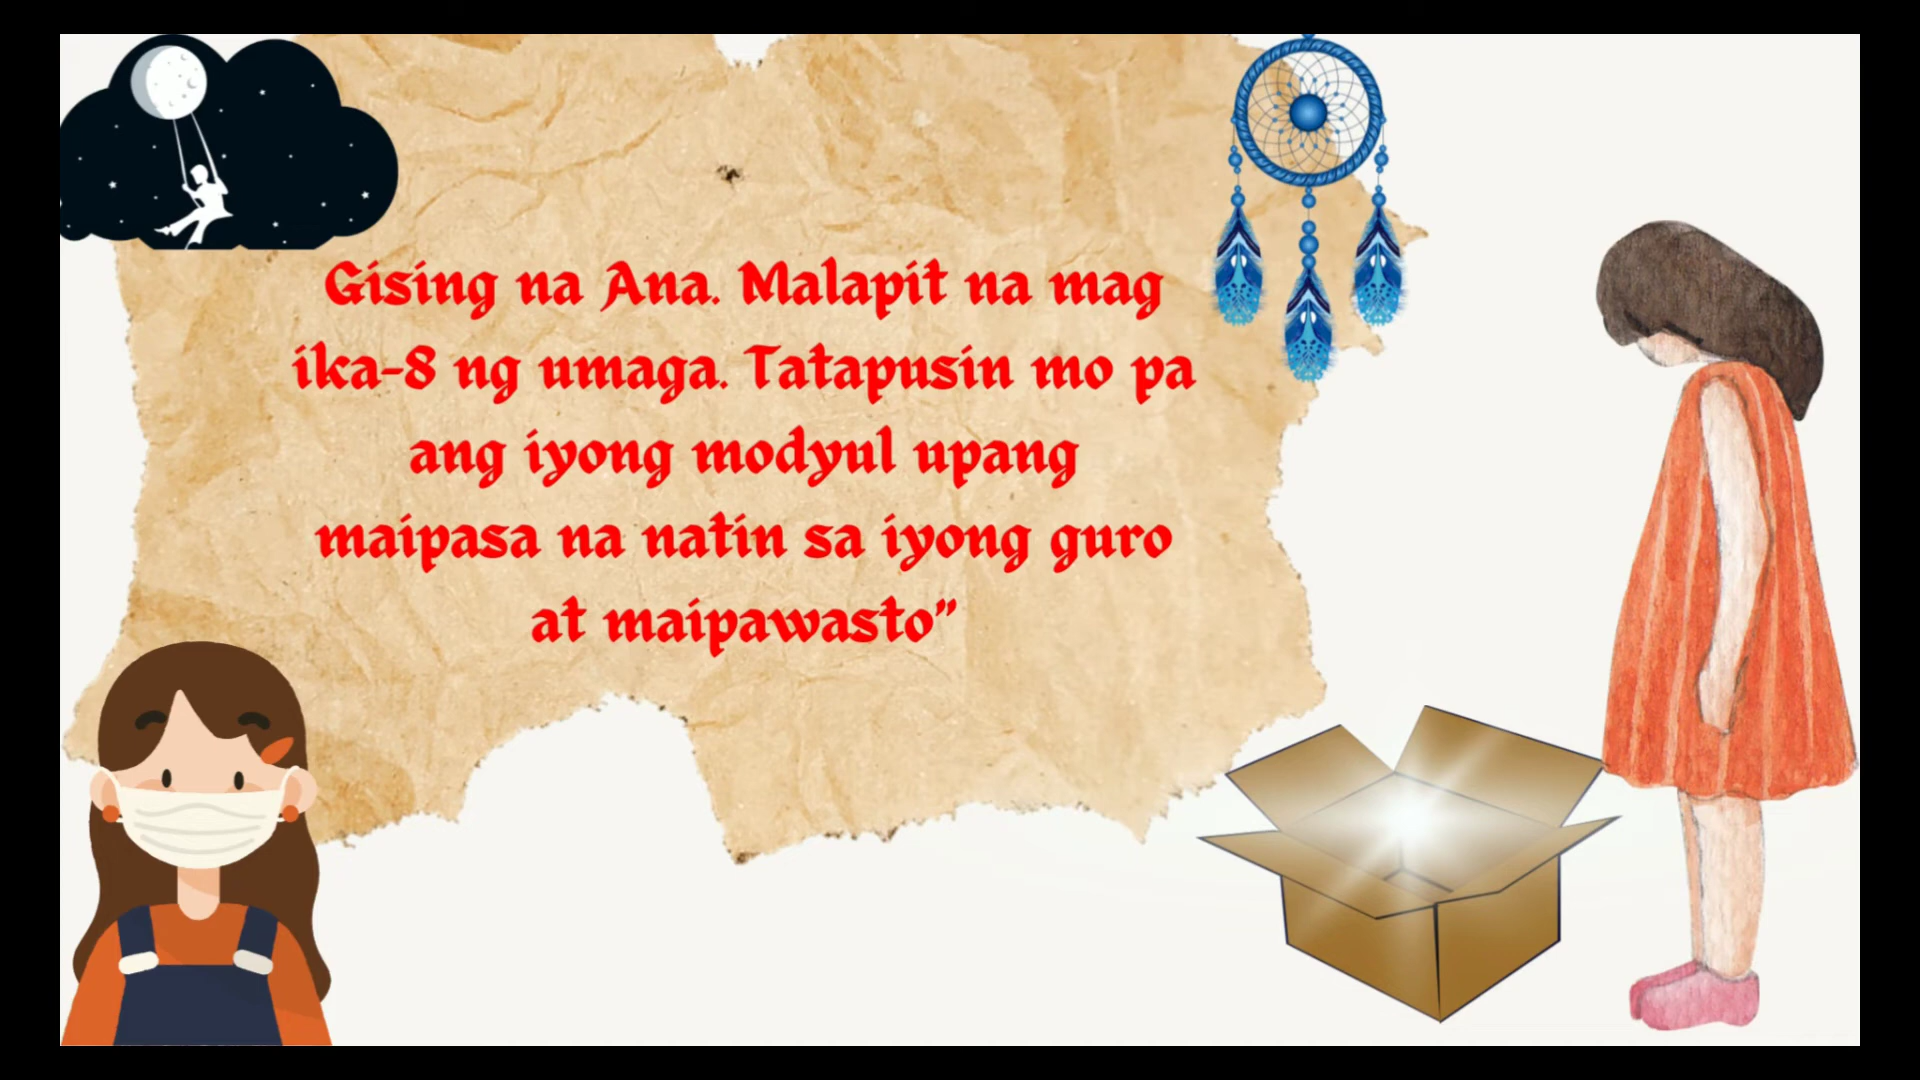 Gising na Ana. Malapit na mag
ika-8 ng umaga. Tatapusin mo pa
ang iyong modyul upang
maipasa na natin sa iyong guro
at maipawasto”